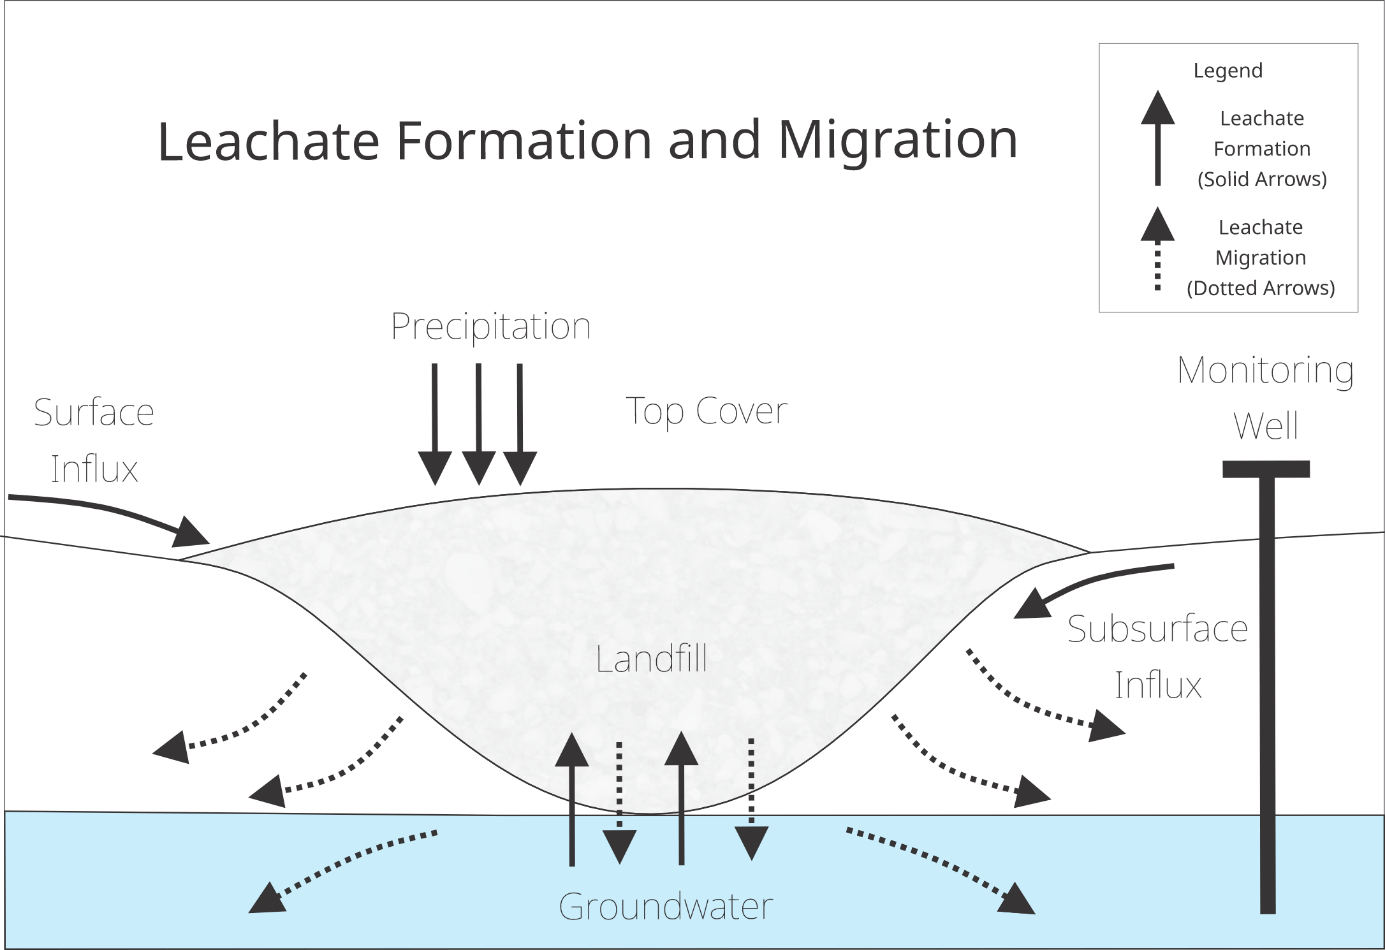 Legend
Leachate
Formation
(Solid Arrows)
Leachate
Migration
(Dotted Arrows)
Leachate Formation and Migration
Precipitation
Surface
Influx
Top Cover
Monitoring
Well
Landfill
Subsurface
Influx
Groundwater